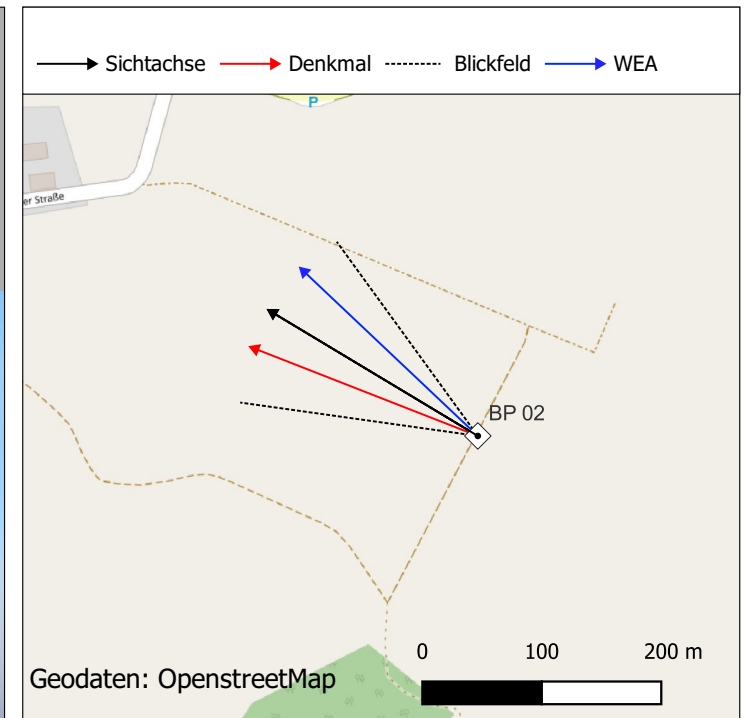 Sichtachse Denkmal Blickfeld WEA
P
er Straße
BP 02
0 100 200 m
Geodaten: OpenstreetMap